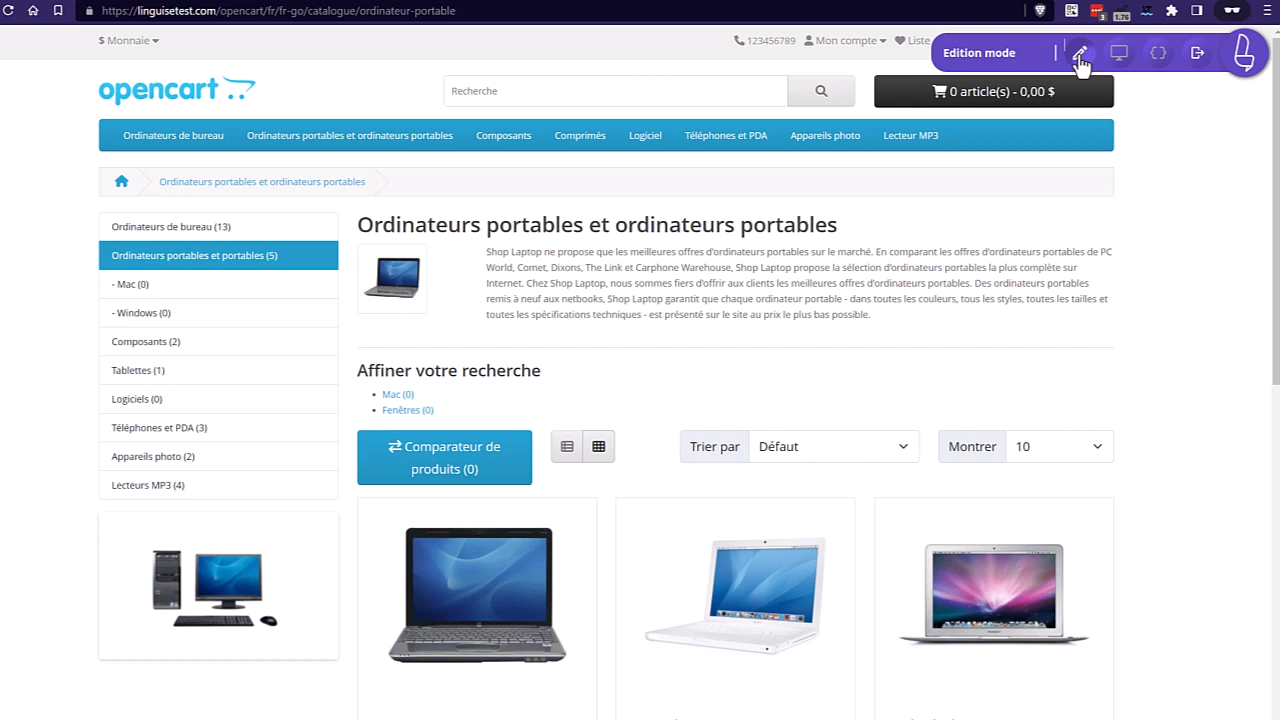 https://linguisetest.com/opencart/fr/fr-go/catalogue/ordinateur-portable
3
1.76
$ Monnaie
123456789 Mon compte Liste
Edition mode
opencart
Recherche
0 article(s) - 0,00 $
Ordinateurs de bureau Ordinateurs portables et ordinateurs portables Composants Comprimés Logiciel Téléphones et PDA Appareils photo Lecteur MP3
Ordinateurs portables et ordinateurs portables
Ordinateurs de bureau (13)
Ordinateurs portables et portables (5)
- Mac (0)
- Windows (0)
Composants (2)
Tablettes (1)
Logiciels (0)
Téléphones et PDA (3)
Appareils photo (2)
Lecteurs MP3 (4)
Ordinateurs portables et ordinateurs portables
Shop Laptop ne propose que les meilleures offres d'ordinateurs portables sur le marché. En comparant les offres d'ordinateurs portables de PC
World, Comet, Dixons, The Link et Carphone Warehouse, Shop Laptop propose la sélection d'ordinateurs portables la plus complète sur
Internet. Chez Shop Laptop, nous sommes fiers d'offrir aux clients les meilleures offres d'ordinateurs portables. Des ordinateurs portables
remis à neuf aux netbooks, Shop Laptop garantit que chaque ordinateur portable - dans toutes les couleurs, tous les styles, toutes les tailles et
toutes les spécifications techniques - est présenté sur le site au prix le plus bas possible.
Affiner votre recherche
Mac (0)
Fenêtres (0)
Comparateur de
produits (0)
Trier par Défaut
Montrer 10